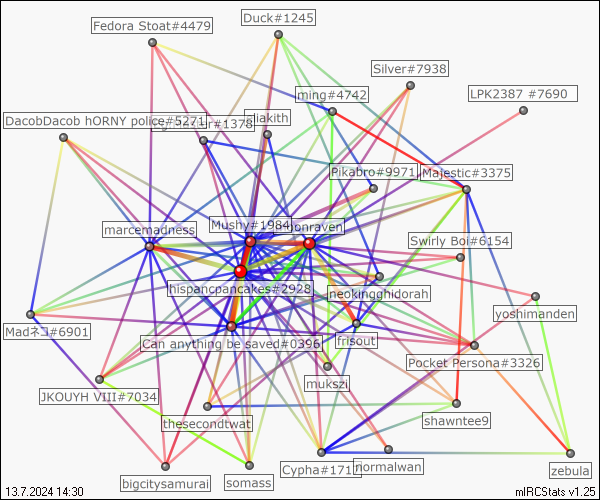 Duck#1245
Fedora Stoat#4479
Silver#7938
ming#4742
LPK2387 #7690
DacobDacob hORNY police#5271
#1378
Pikabro#9971
Majestic#3375
Mushy#1984
marcemadness
Swirly Boi#6154
hispancpancakes#2928
neokingghidorah
yoshimanden
Madネコ#6901
Can anything be saved#0396
frisout
Pocket Persona#3326
mukszi
JKOUYH VIII#7034
thesecondtwat
shawntee9
Cypha#171
normalwan
zebula
bigcitysamurai
somass
13.7.2024 14:30
mIRCStats v1.25